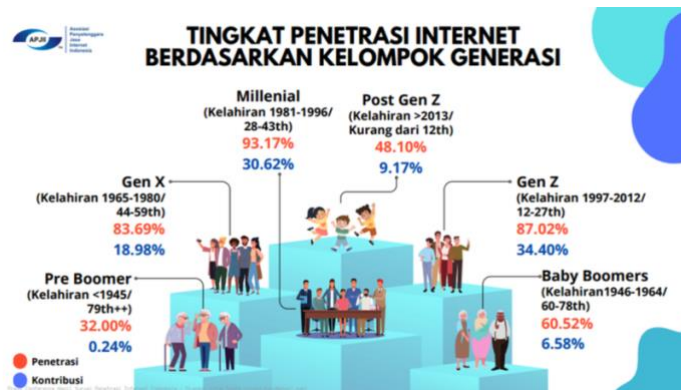 APJII
Asosiasi
Penyelenggara
Jasa
Internet
Indonesia
TINGKAT PENETRASI INTERNET
BERDASARKAN KELOMPOK GENERASI
Millenial
(Kelahiran 1981-1996/
28-43th)
93.17%
30.62%
Post Gen Z
(Kelahiran >2013/
Kurang dari 12th)
48.10%
9.17%
Gen X
(Kelahiran 1965-1980/
44-59th)
83.69%
18.98%
Gen Z
(Kelahiran 1997-2012/
12-27th)
87.02%
34.40%
Pre Boomer
(Kelahiran <1945/
79th++)
32.00%
0.24%
Baby Boomers
(Kelahiran1946-1964/
60-78th)
60.52%
6.58%
Penetrasi
Kontribusi